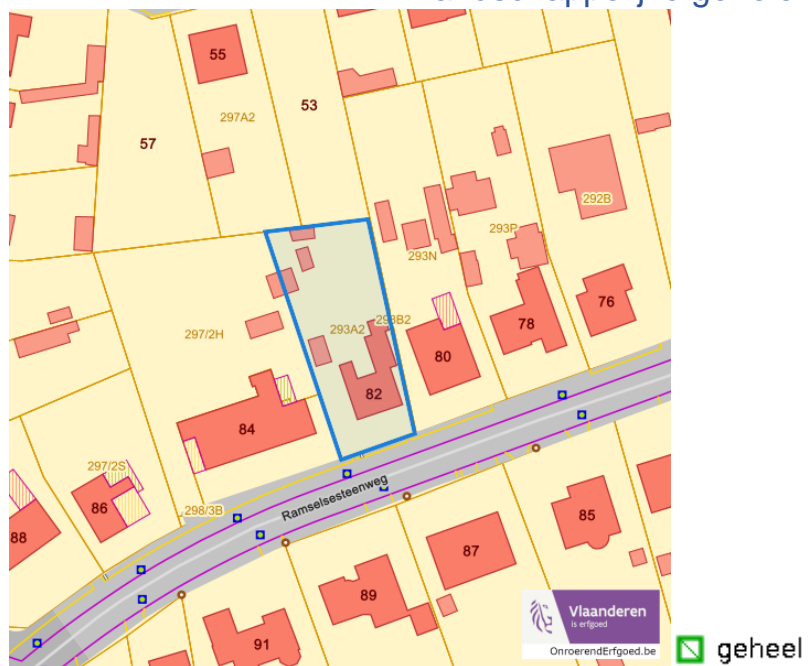 55
53
297A2
57
292B
293P
293N
297/2H
293A2
293B2
76
78
80
82
84
297/2S
86
298/3B
Ramselsesteenweg
88
85
87
89
91
Vlaanderen
is erfgoed
OnroerendErfgoed.be
geheel